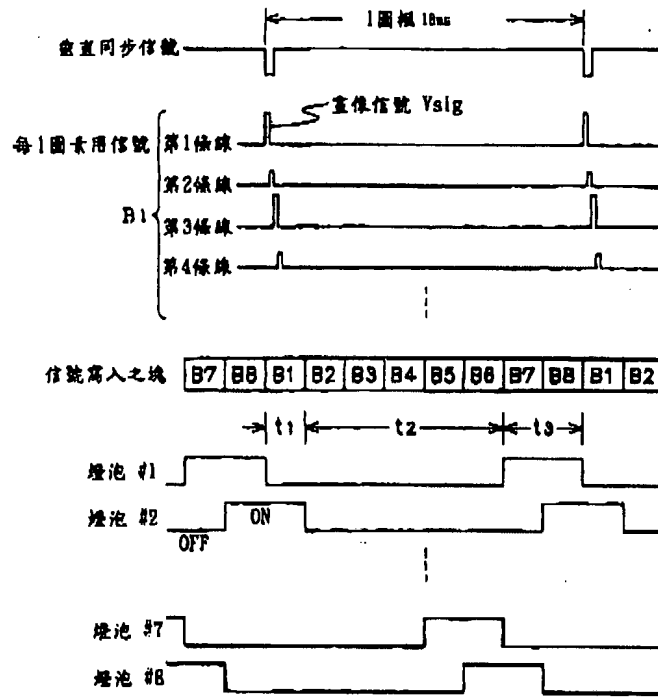 1圖楓 16ms
垂直同步信號
畫像信號 Vsig
每1圖素用信號
第1條線
第2條線
B1
第3條線
第4條線
信號寫入之塊
B7 B8 B1 B2 B3 B4 B5 B6 B7 B8 B1 B2
t1 t2 t3
燈泡 #1
燈泡 #2
ON
OFF
燈泡 #7
燈泡 #8